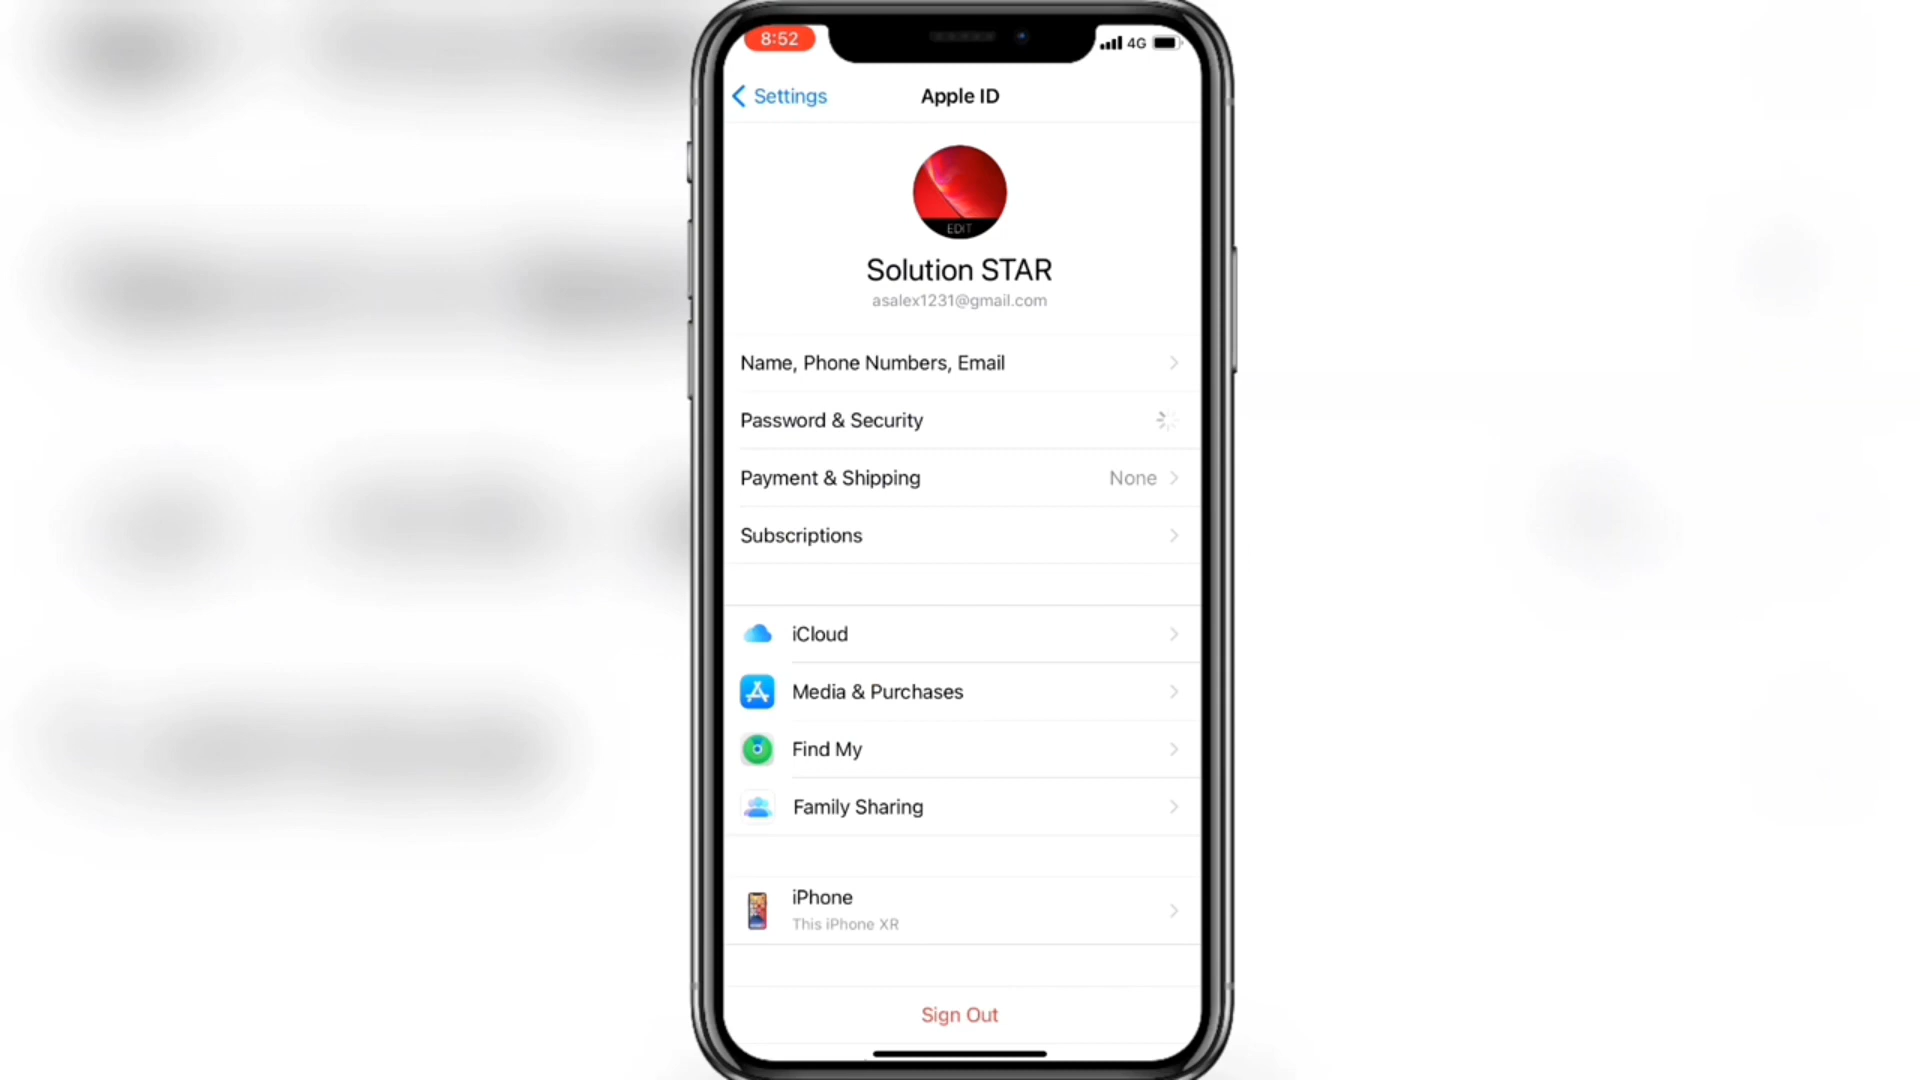 8:52
4G
Settings
Apple ID
EDIT
Solution STAR
asalex1231@gmail.com
Name, Phone Numbers, Email
Password & Security
Payment & Shipping None
Subscriptions
iCloud
Media & Purchases
Find My
Family Sharing
iPhone
This iPhone XR
Sign Out